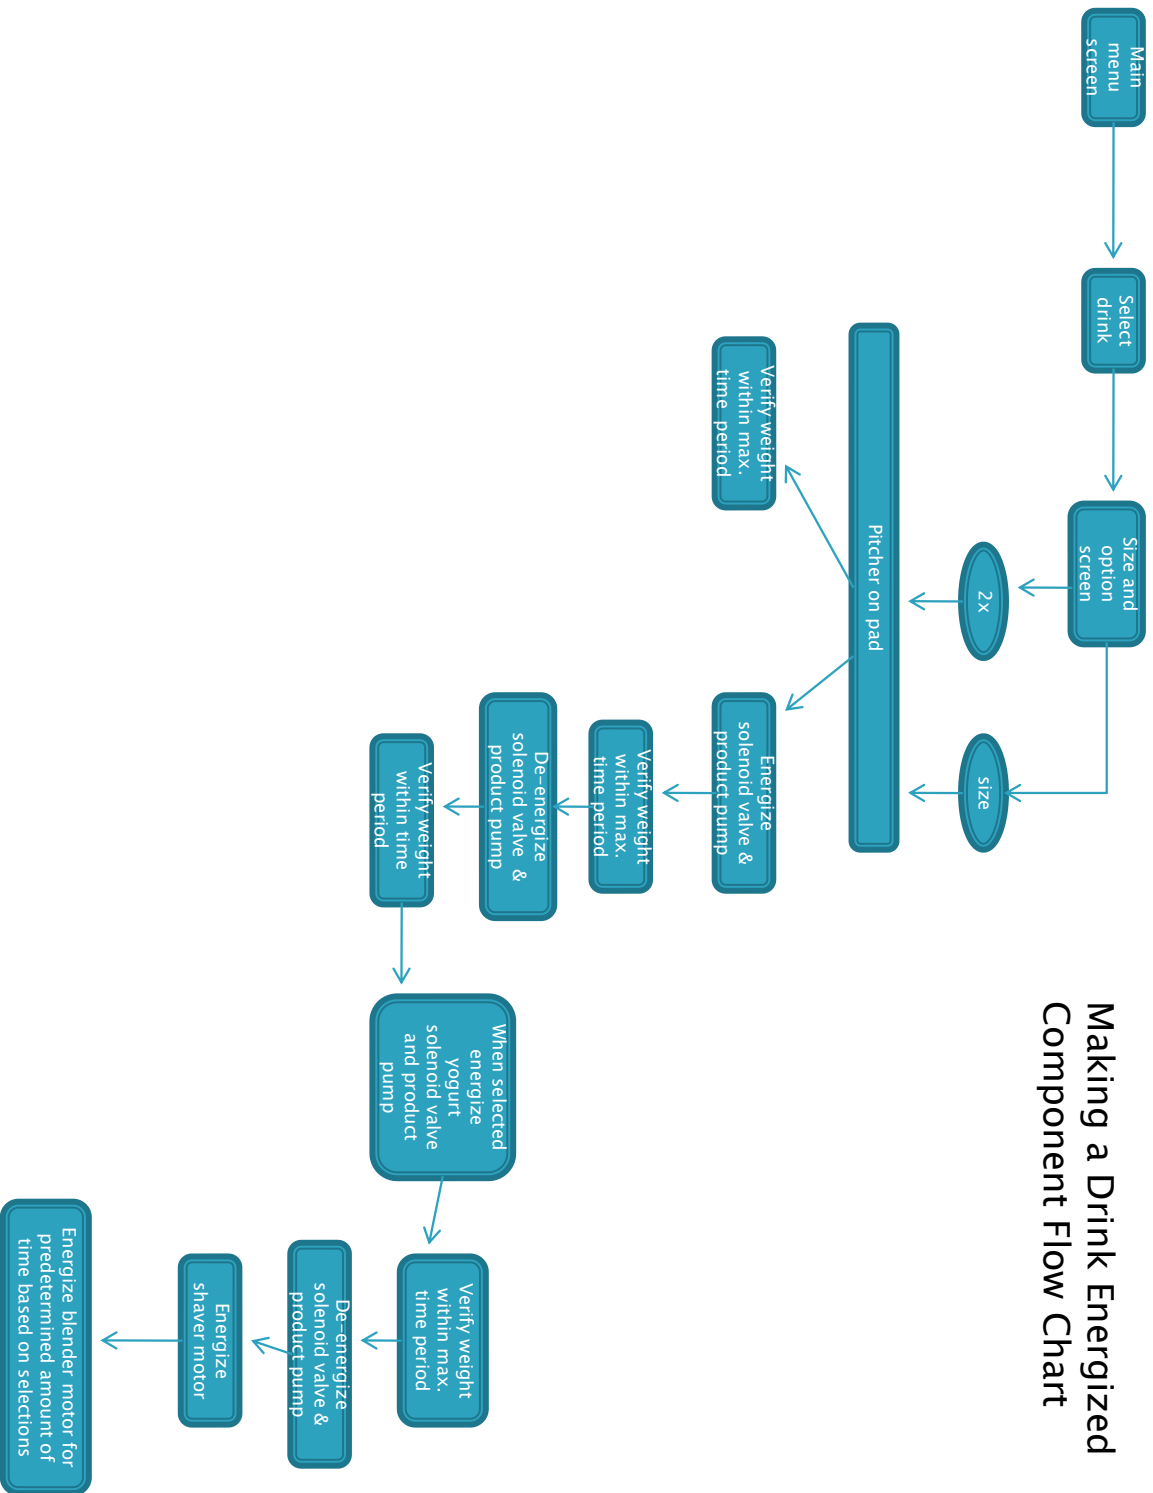 Making a Drink Energized
Component Flow Chart
Main
menu
screen
Select
drink
Size and
option
screen
2x
size
Pitcher on pad
Verify weight
within max.
time period
Energize
solenoid valve &
product pump
Verify weight
within max.
time period
De-energize
solenoid valve &
product pump
Verify weight
within time
period
When selected
energize
yogurt
solenoid valve
and product
pump
Verify weight
within max.
time period
De-energize
solenoid valve &
product pump
Energize
shaver motor
Energize blender motor for
predetermined amount of
time based on selections